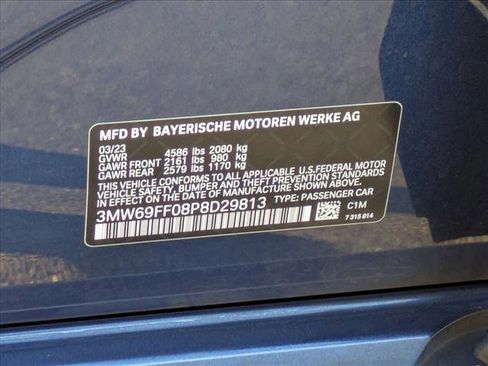 MFD BY BAYERISCHE MOTOREN WERKE AG
03/23
GVWR 4586 lbs 2080 kg
GAWR FRONT 2161 lbs 980 kg
GAWR REAR 2579 lbs 1170 kg
THIS VEHICLE CONFORMS TO ALL APPLICABLE U.S.FEDERAL MOTOR
VEHICLE SAFETY, BUMPER, AND THEFT PREVENTION STANDARDS
IN EFFECT ON THE DATE OF MANUFACTURE SHOWN ABOVE.
3MW69FF08P8D29813 TYPE: PASSENGER CAR
C1M
7 315 014